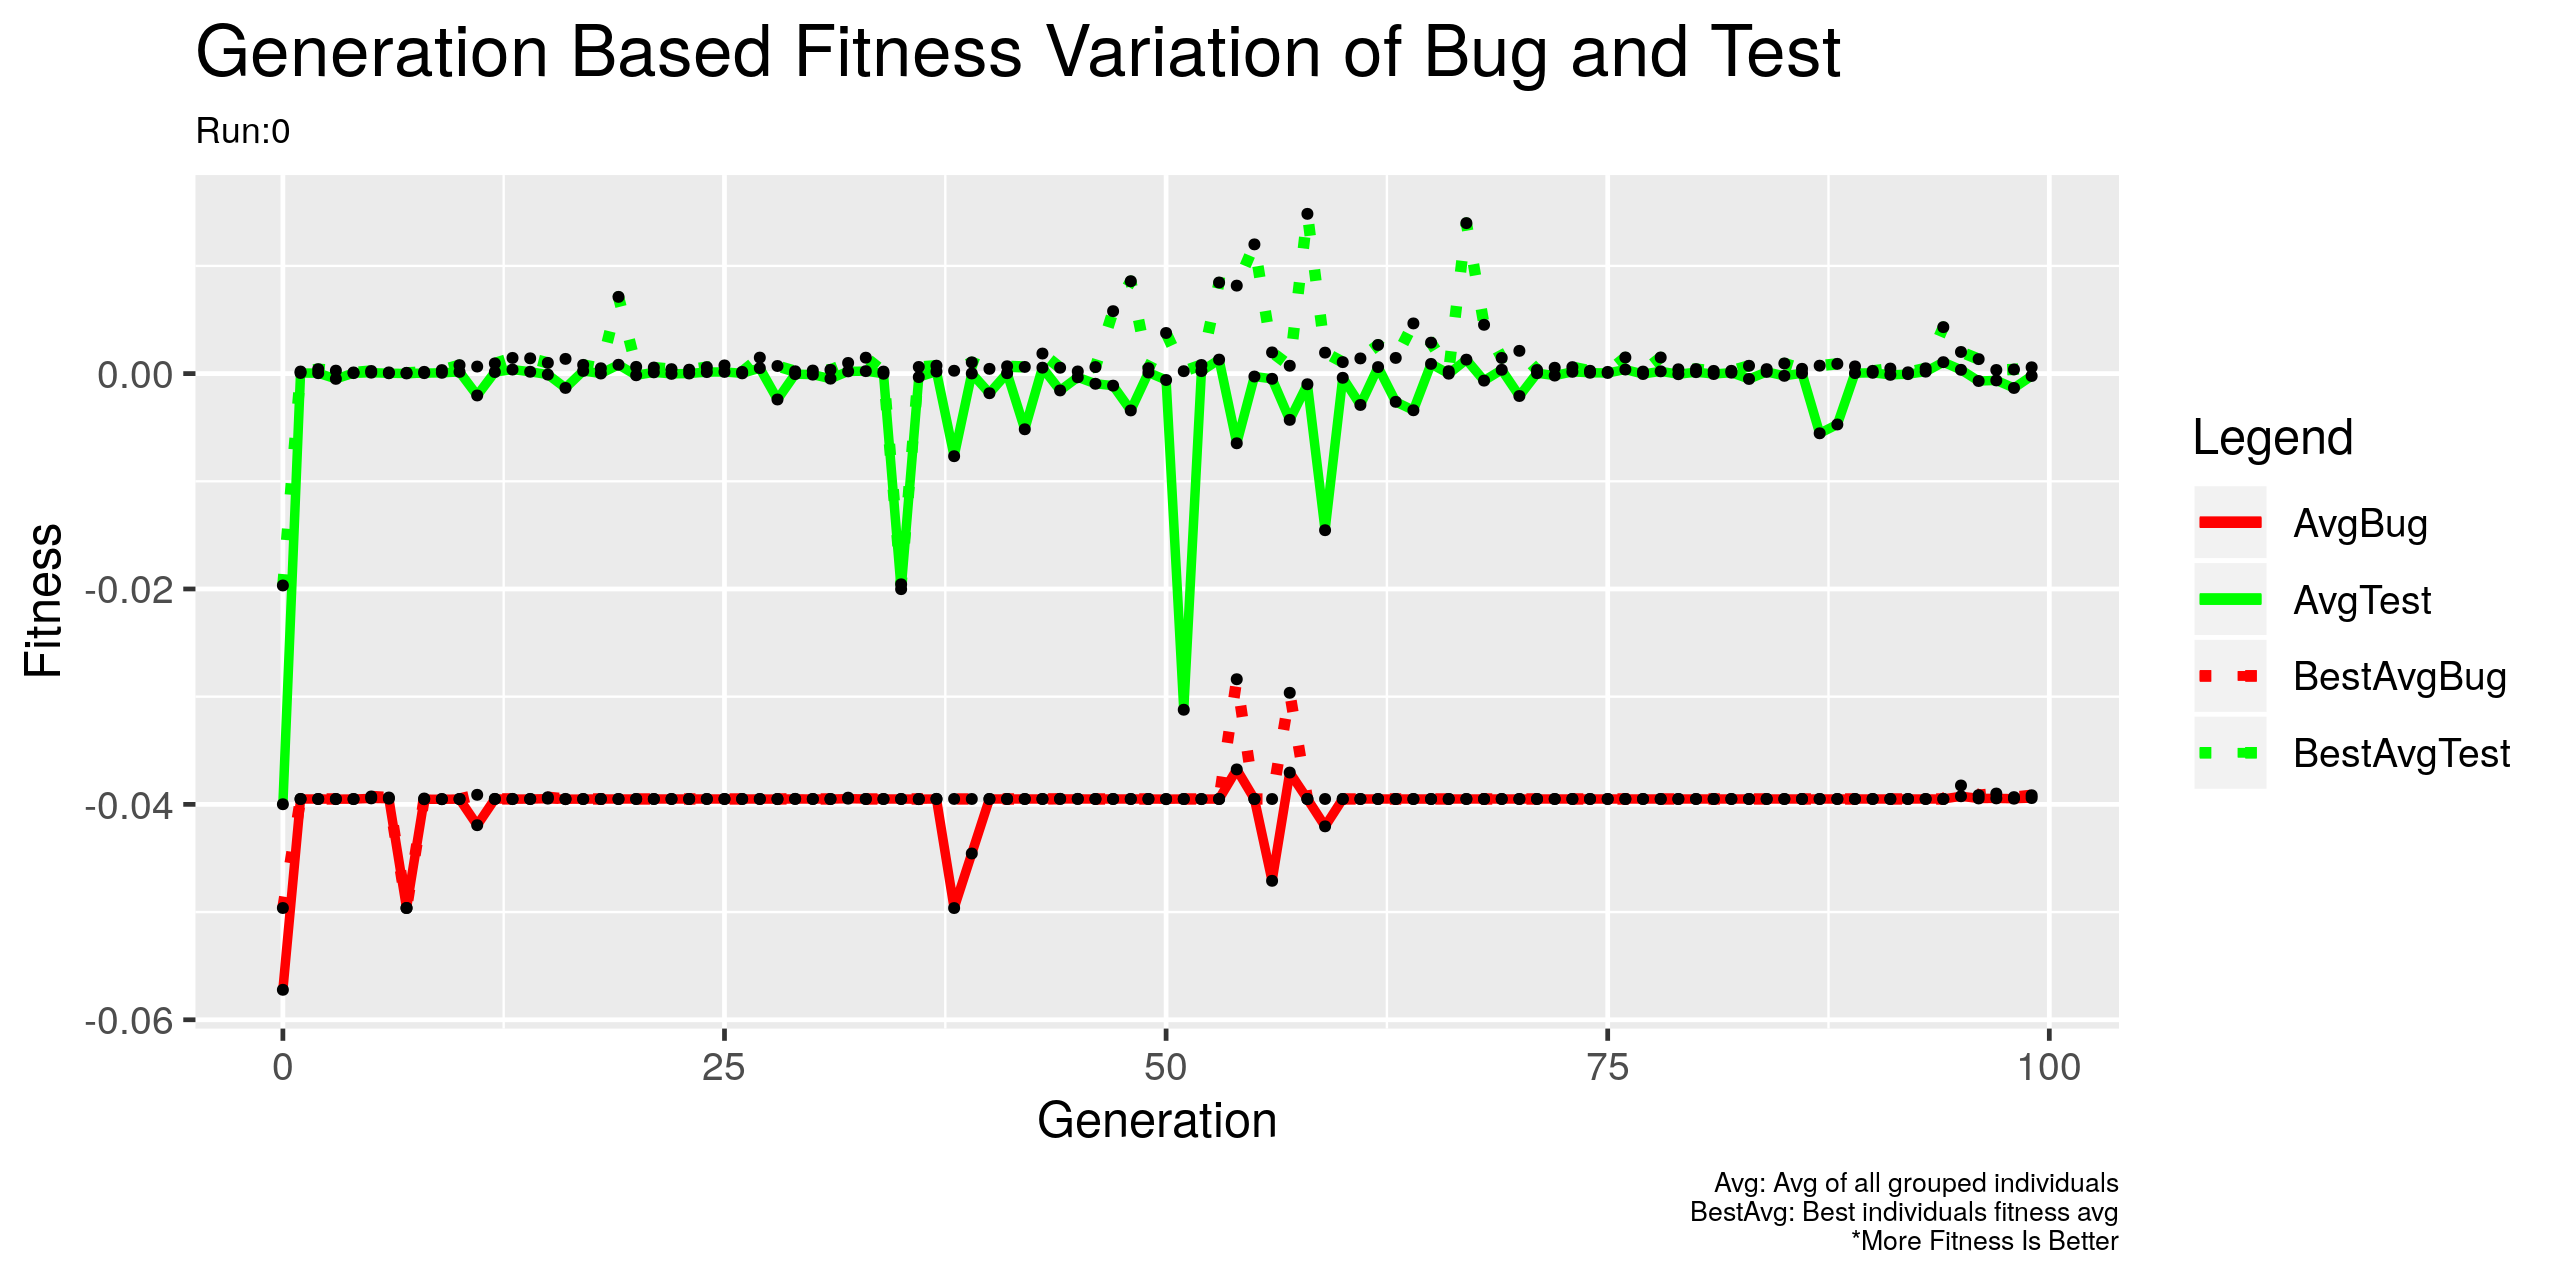 Generation Based Fitness Variation of Bug and Test
Run:0
Fitness
0.00
-0.02
-0.04
-0.06
0 25 50 75 100
Generation
Legend
AvgBug
AvgTest
BestAvgBug
BestAvgTest
Avg: Avg of all grouped individuals
BestAvg: Best individuals fitness avg
*More Fitness Is Better